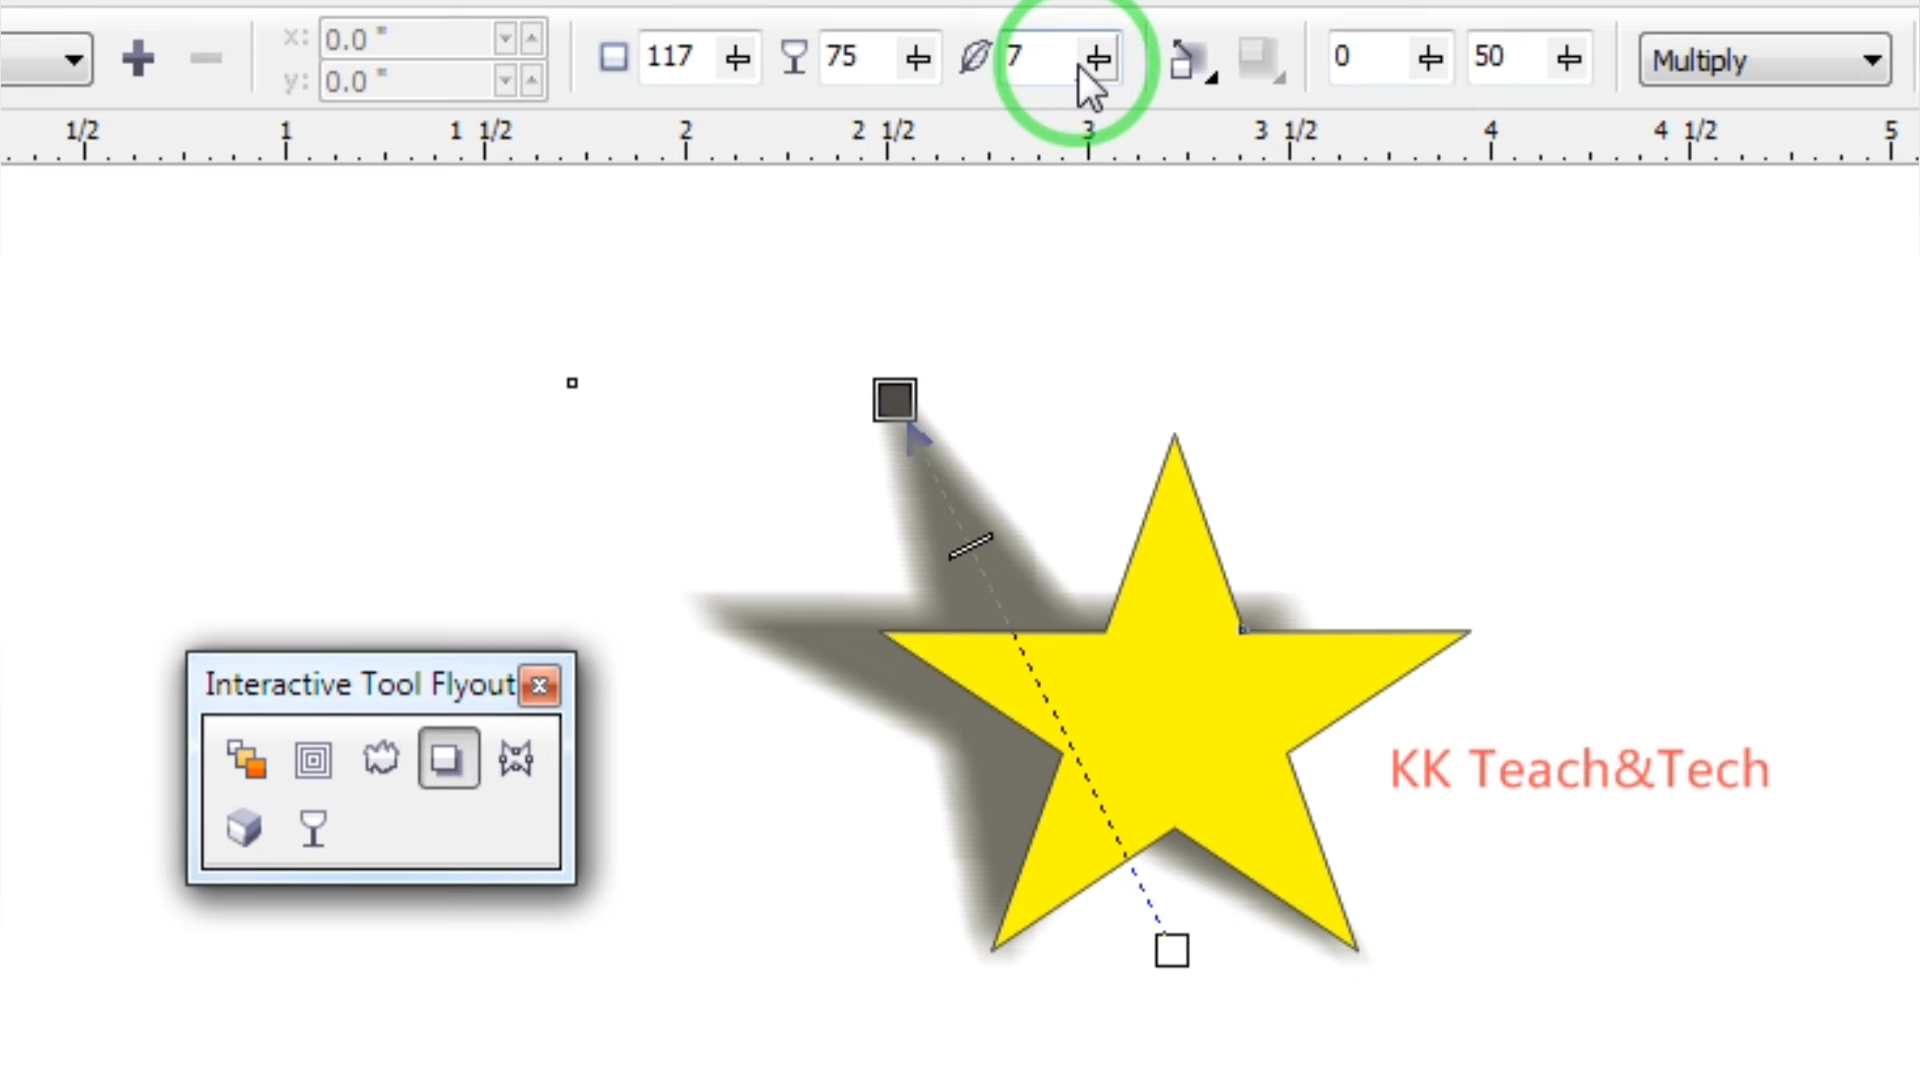 x: 0.0 "
y: 0.0 "
117 75 7 0 50 Multiply
1/2 1 1 1/2 2 2 1/2 3 3 1/2 4 4 1/2 5
Interactive Tool Flyout
KK Teach&Tech